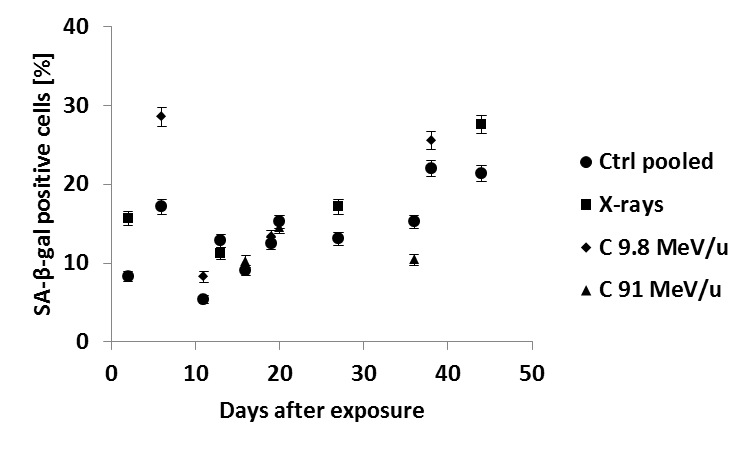 40
30
20
10
0
SA-β-gal positive cells [%]
0 10 20 30 40 50
Days after exposure
Ctrl pooled
X-rays
C 9.8 MeV/u
C 91 MeV/u